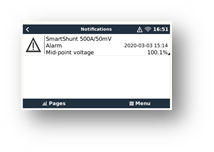 Notifications 16:51
SmartShunt 500A/50mV
Alarm 2020-03-03 15:14
Mid-point voltage 100.1%
Pages Menu